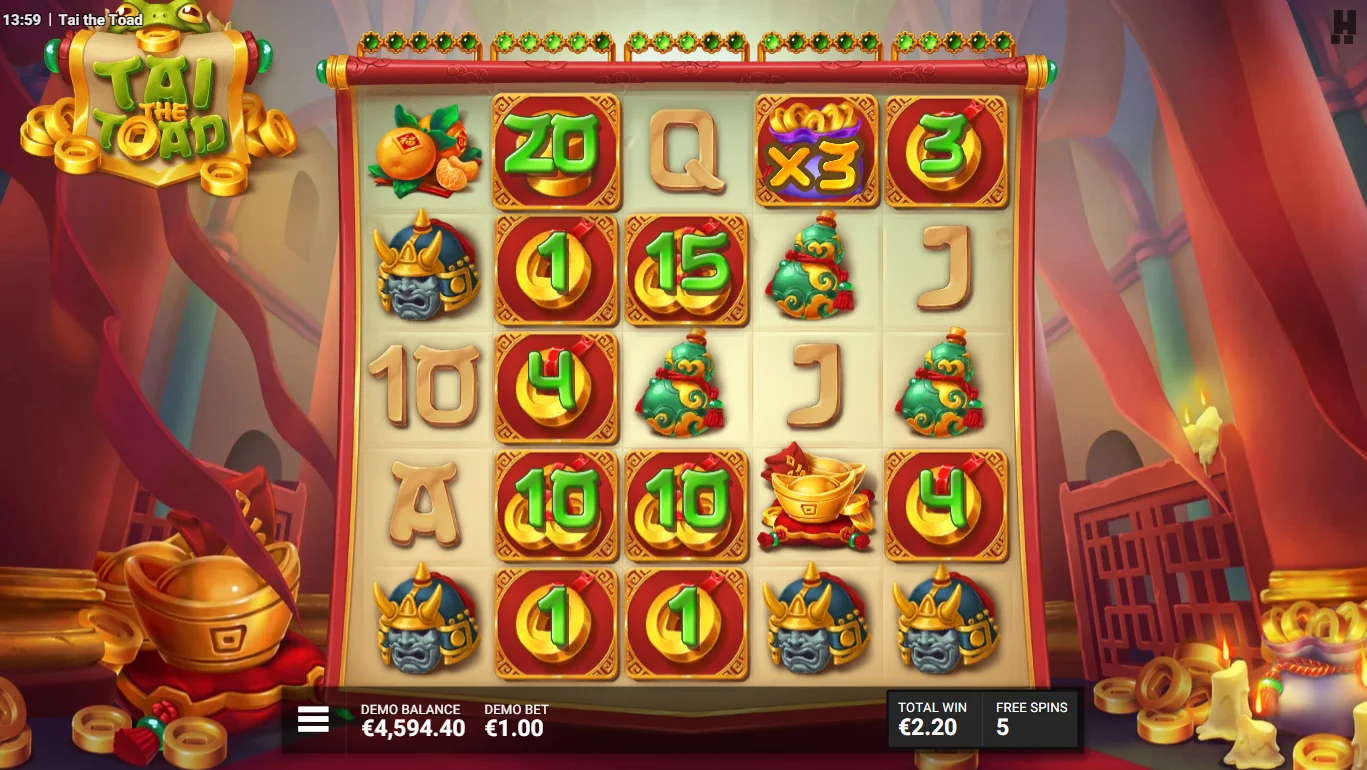 13:59 | Tai the Toad
TAI
THE
TOAD
20 Q X3 3
1 15 J
10 4 J
A 10 10 4
1 1
DEMO BALANCE
€4,594.40
DEMO BET
€1.00
TOTAL WIN
€2.20
FREE SPINS
5